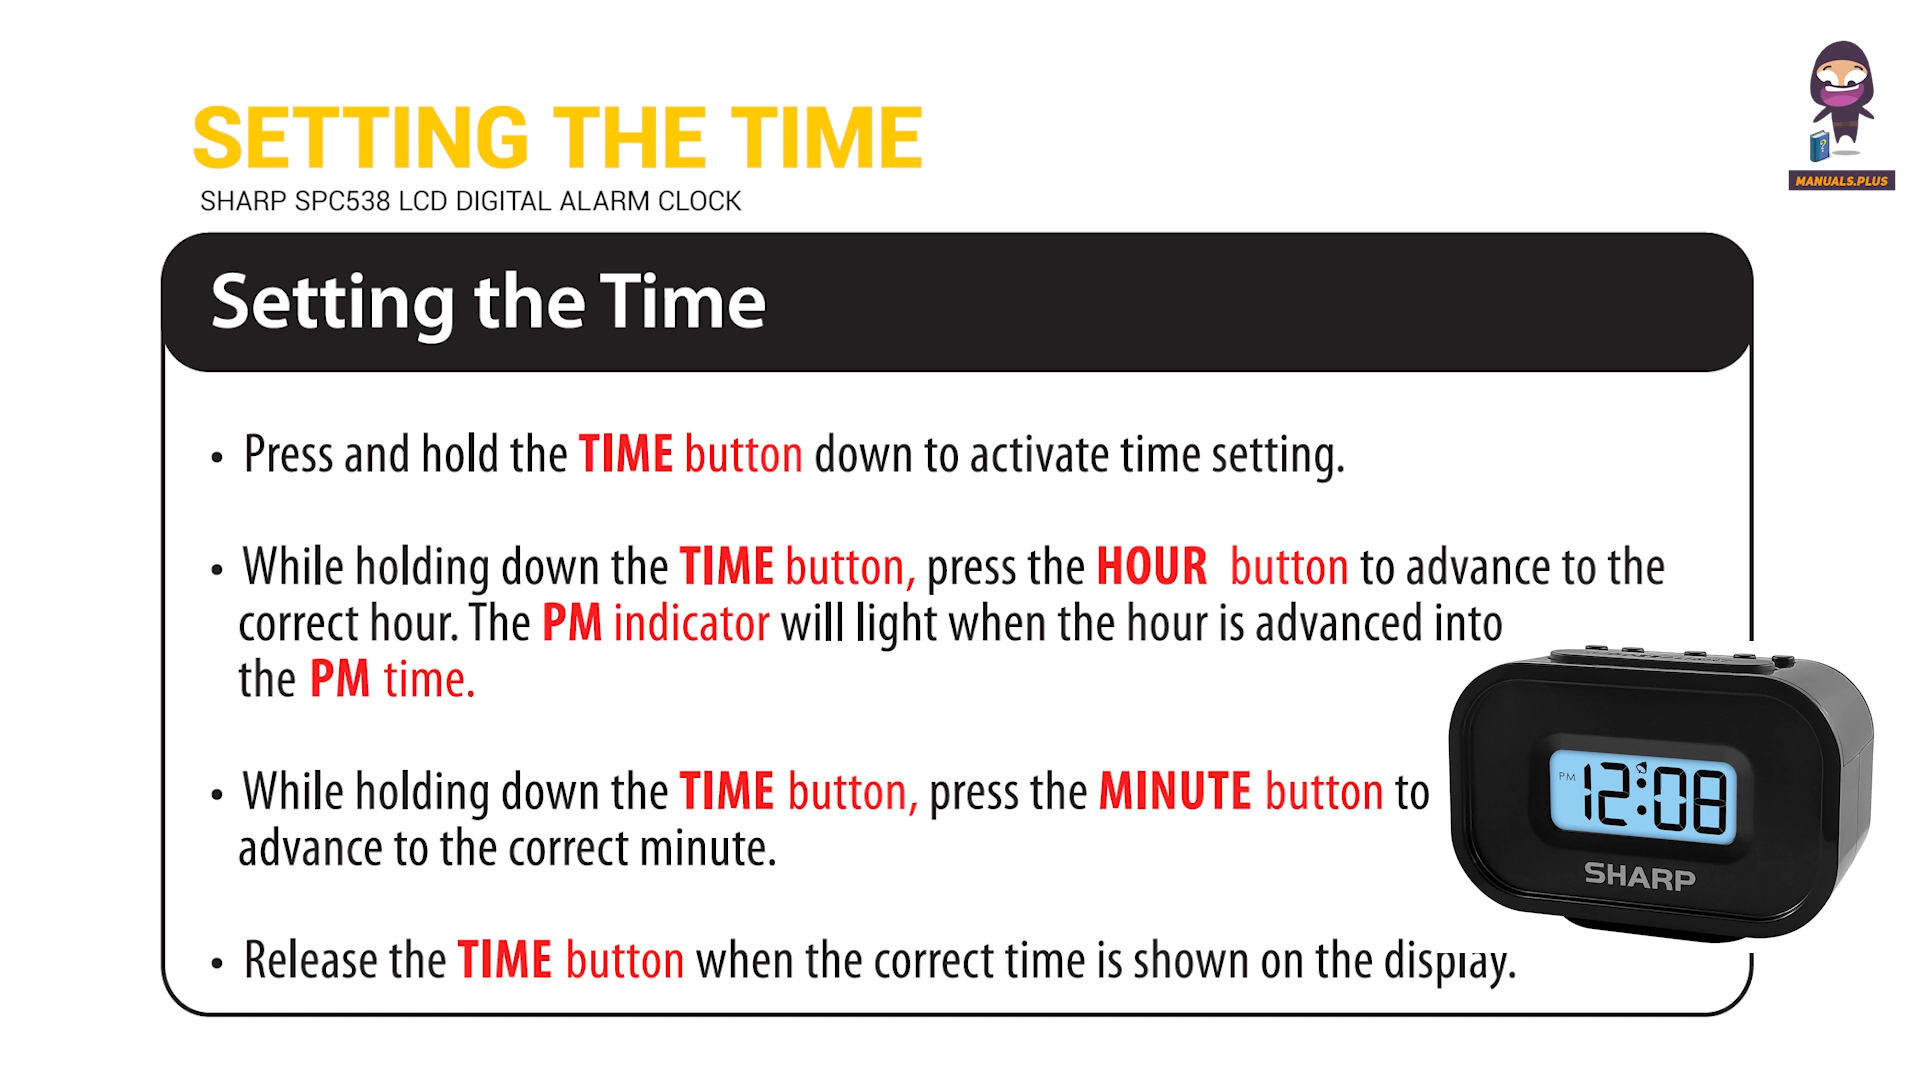 MANUALS.PLUS
SETTING THE TIME
SHARP SPC538 LCD DIGITAL ALARM CLOCK
Setting the Time
• Press and hold the TIME button down to activate time setting.
• While holding down the TIME button, press the HOUR button to advance to the
correct hour. The PM indicator will light when the hour is advanced into
the PM time.
• While holding down the TIME button, press the MINUTE button to
advance to the correct minute.
• Release the TIME button when the correct time is shown on the display.
PM 12:08
SHARP